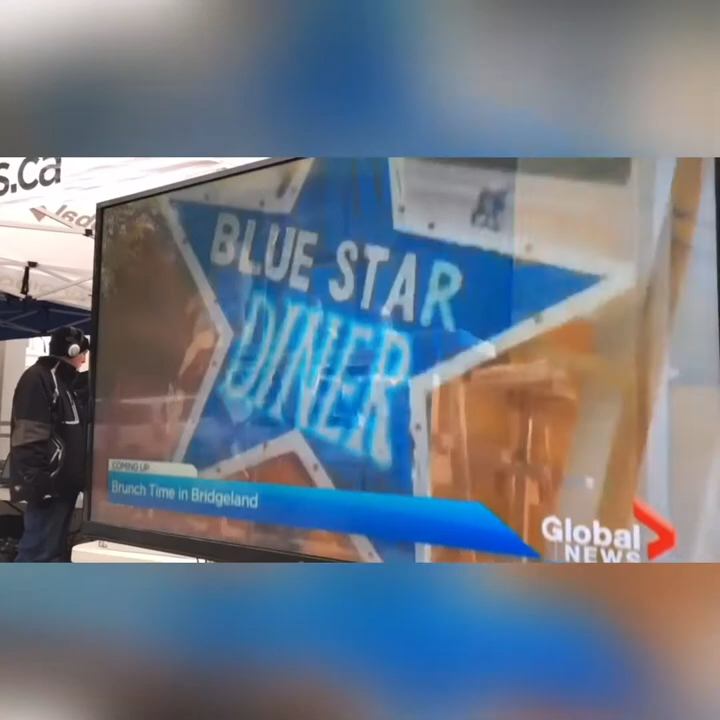 s.ca
BLUE STAR
DINER
COMING UP
Brunch Time in Bridgeland
Global
NEWS